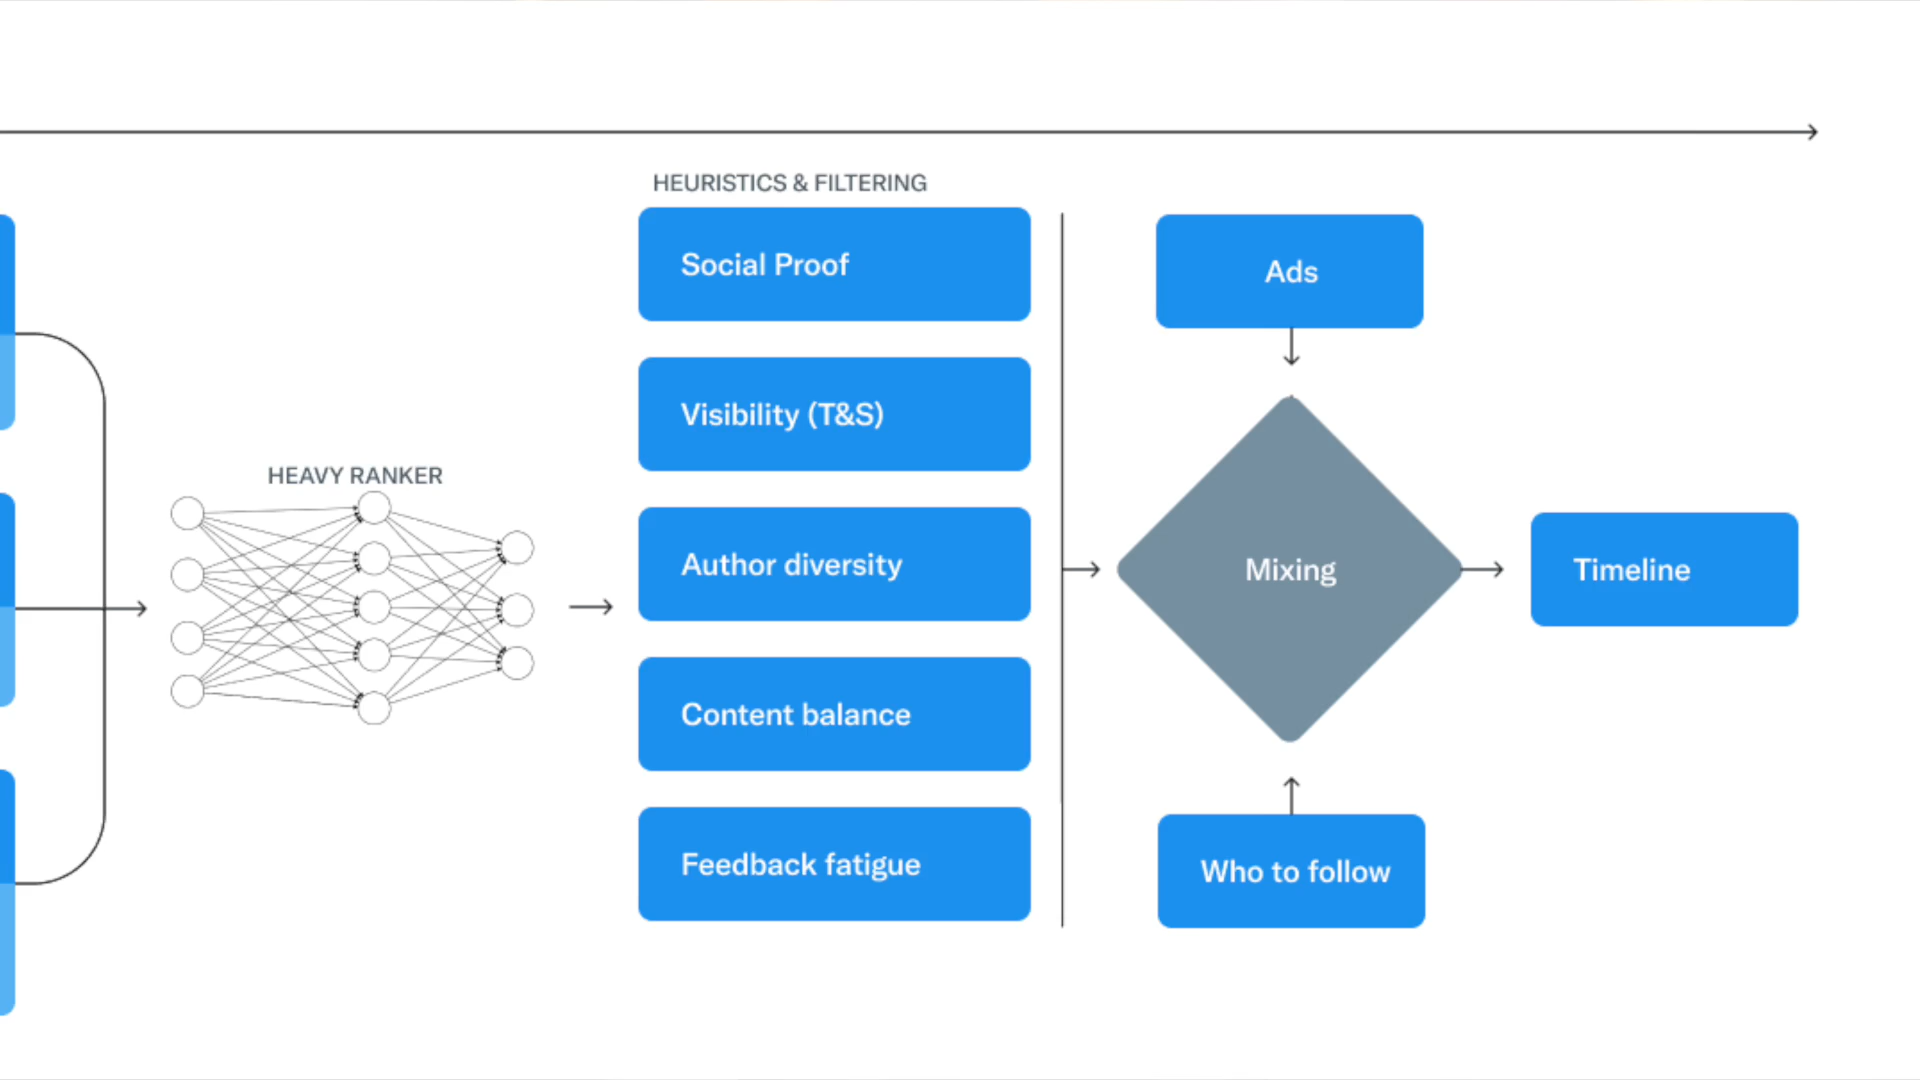 HEAVY RANKER
HEURISTICS & FILTERING
Social Proof
Visibility (T&S)
Author diversity
Content balance
Feedback fatigue
Ads
Mixing
Who to follow
Timeline